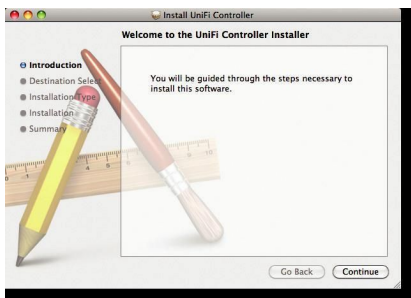 Install UniFi Controller
Welcome to the UniFi Controller Installer
Introduction
Destination Select
Installation Type
Installation
Summary
You will be guided through the steps necessary to
install this software.
Go Back
Continue